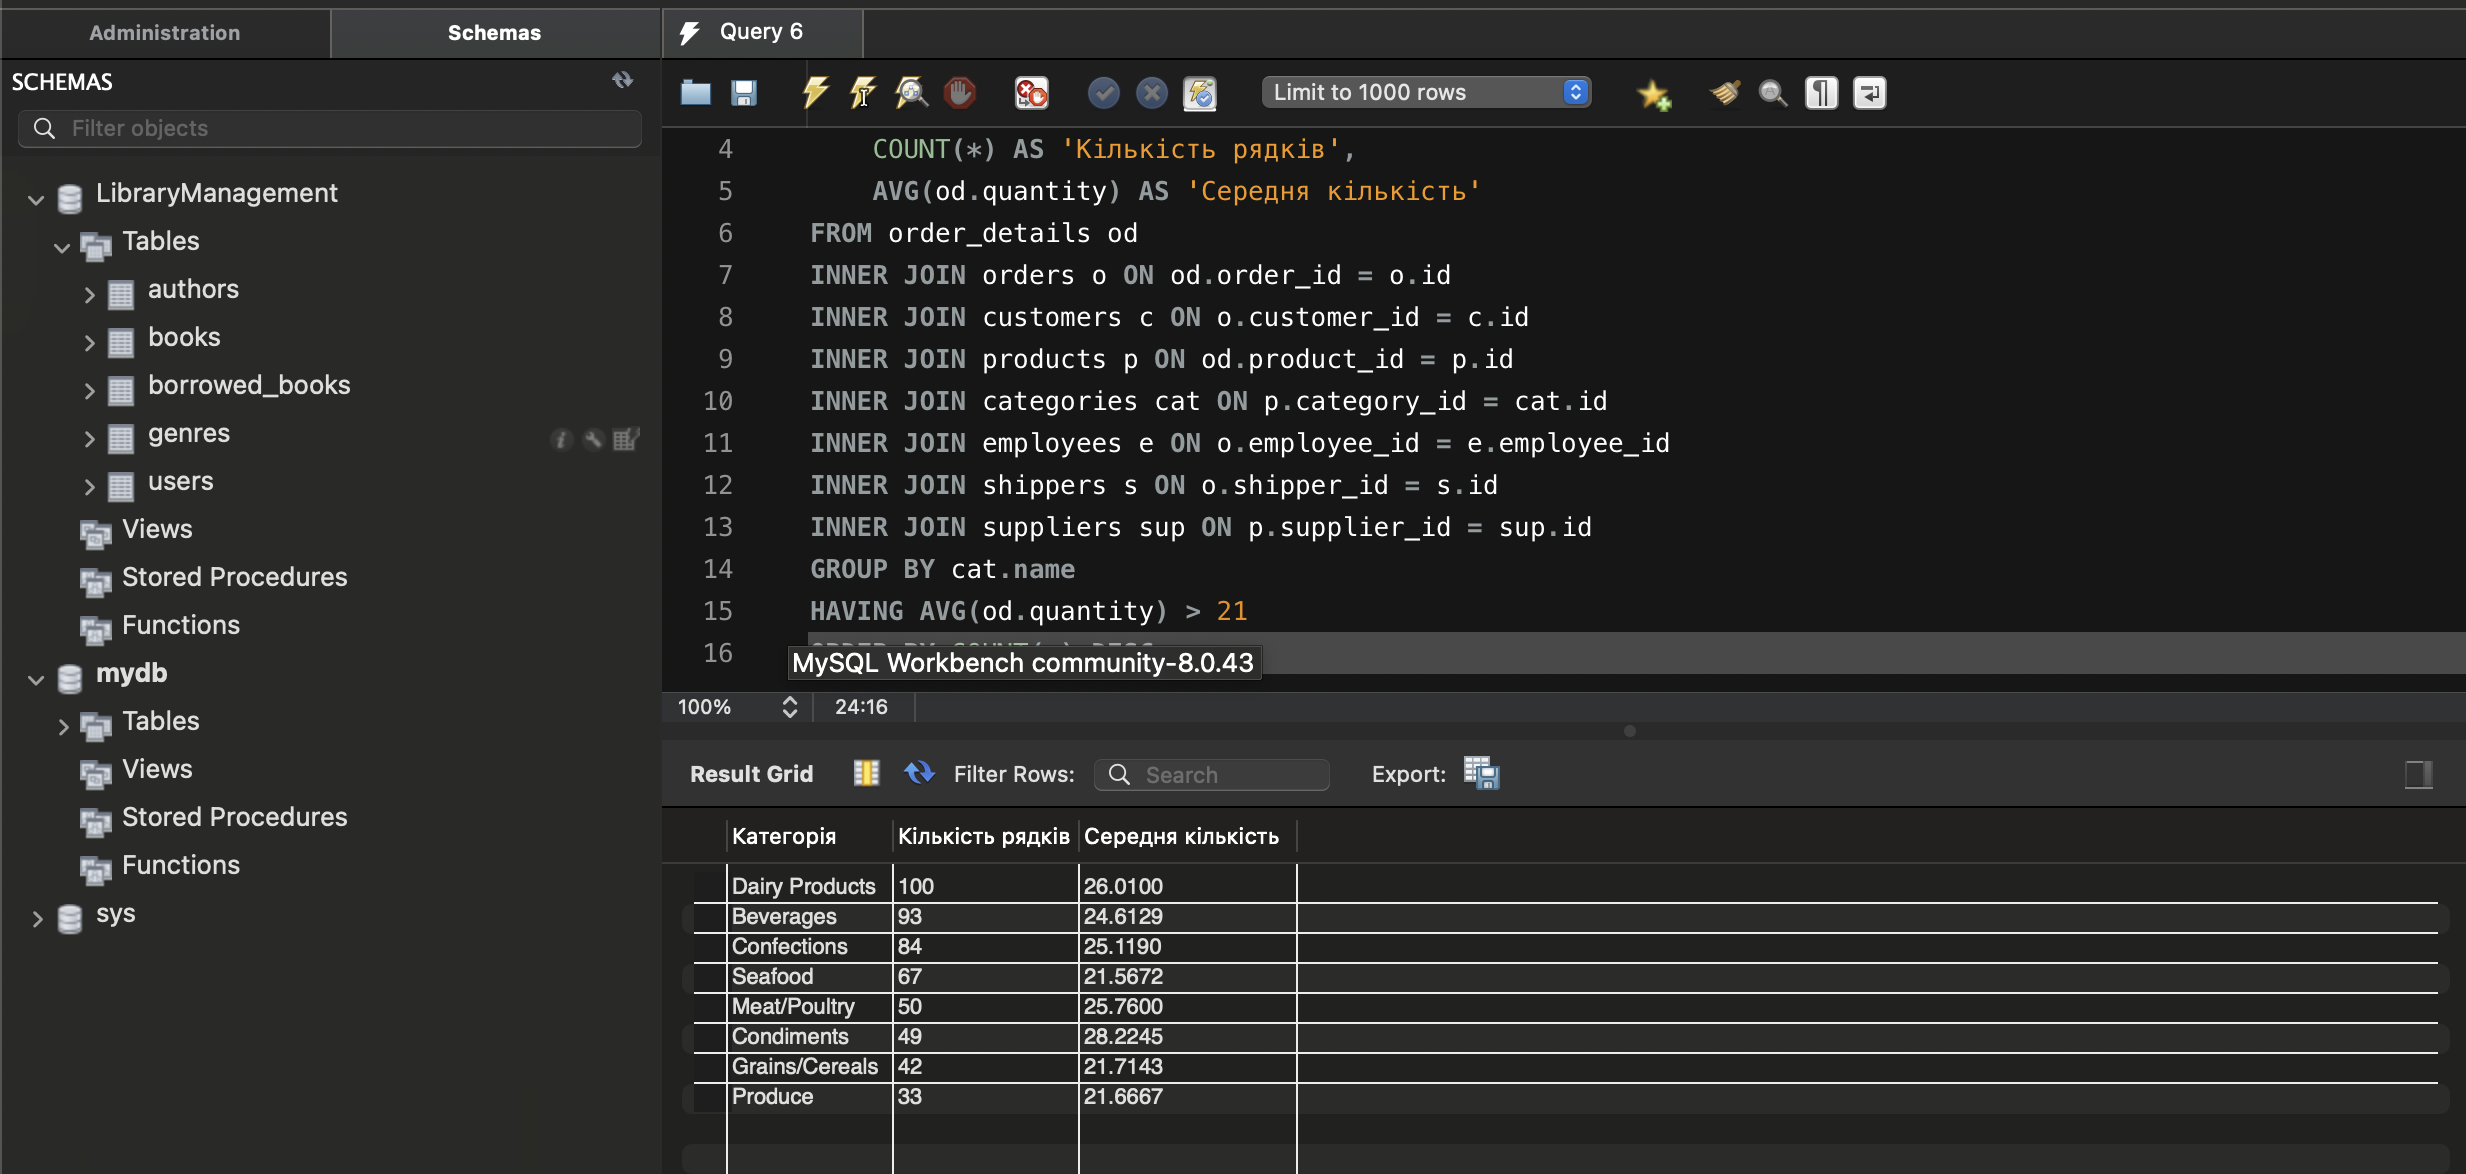 Administration
Schemas
Query 6
SCHEMAS
Filter objects
LibraryManagement
Tables
authors
books
borrowed_books
genres
users
Views
Stored Procedures
Functions
mydb
Tables
Views
Stored Procedures
Functions
sys
Limit to 1000 rows
4 COUNT(*) AS 'Кількість рядків',
5 AVG(od.quantity) AS 'Середня кількість'
6 FROM order_details od
7 INNER JOIN orders o ON od.order_id = o.id
8 INNER JOIN customers c ON o.customer_id = c.id
9 INNER JOIN products p ON od.product_id = p.id
10 INNER JOIN categories cat ON p.category_id = cat.id
11 INNER JOIN employees e ON o.employee_id = e.employee_id
12 INNER JOIN shippers s ON o.shipper_id = s.id
13 INNER JOIN suppliers sup ON p.supplier_id = sup.id
14 GROUP BY cat.name
15 HAVING AVG(od.quantity) > 21
16
MySQL Workbench community-8.0.43
100% 24:16
Result Grid Filter Rows: Search Export:
Категорія Кількість рядків Середня кількість
Dairy Products 100 26.0100
Beverages 93 24.6129
Confections 84 25.1190
Seafood 67 21.5672
Meat/Poultry 50 25.7600
Condiments 49 28.2245
Grains/Cereals 42 21.7143
Produce 33 21.6667